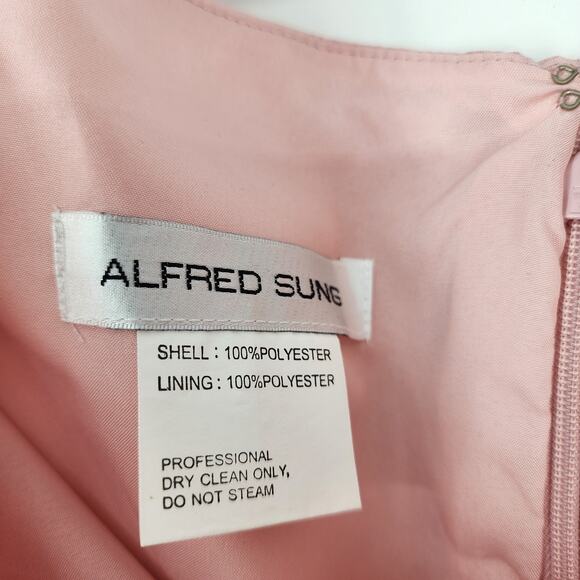 ALFRED SUNG
SHELL : 100%POLYESTER
LINING : 100%POLYESTER
PROFESSIONAL
DRY CLEAN ONLY,
DO NOT STEAM